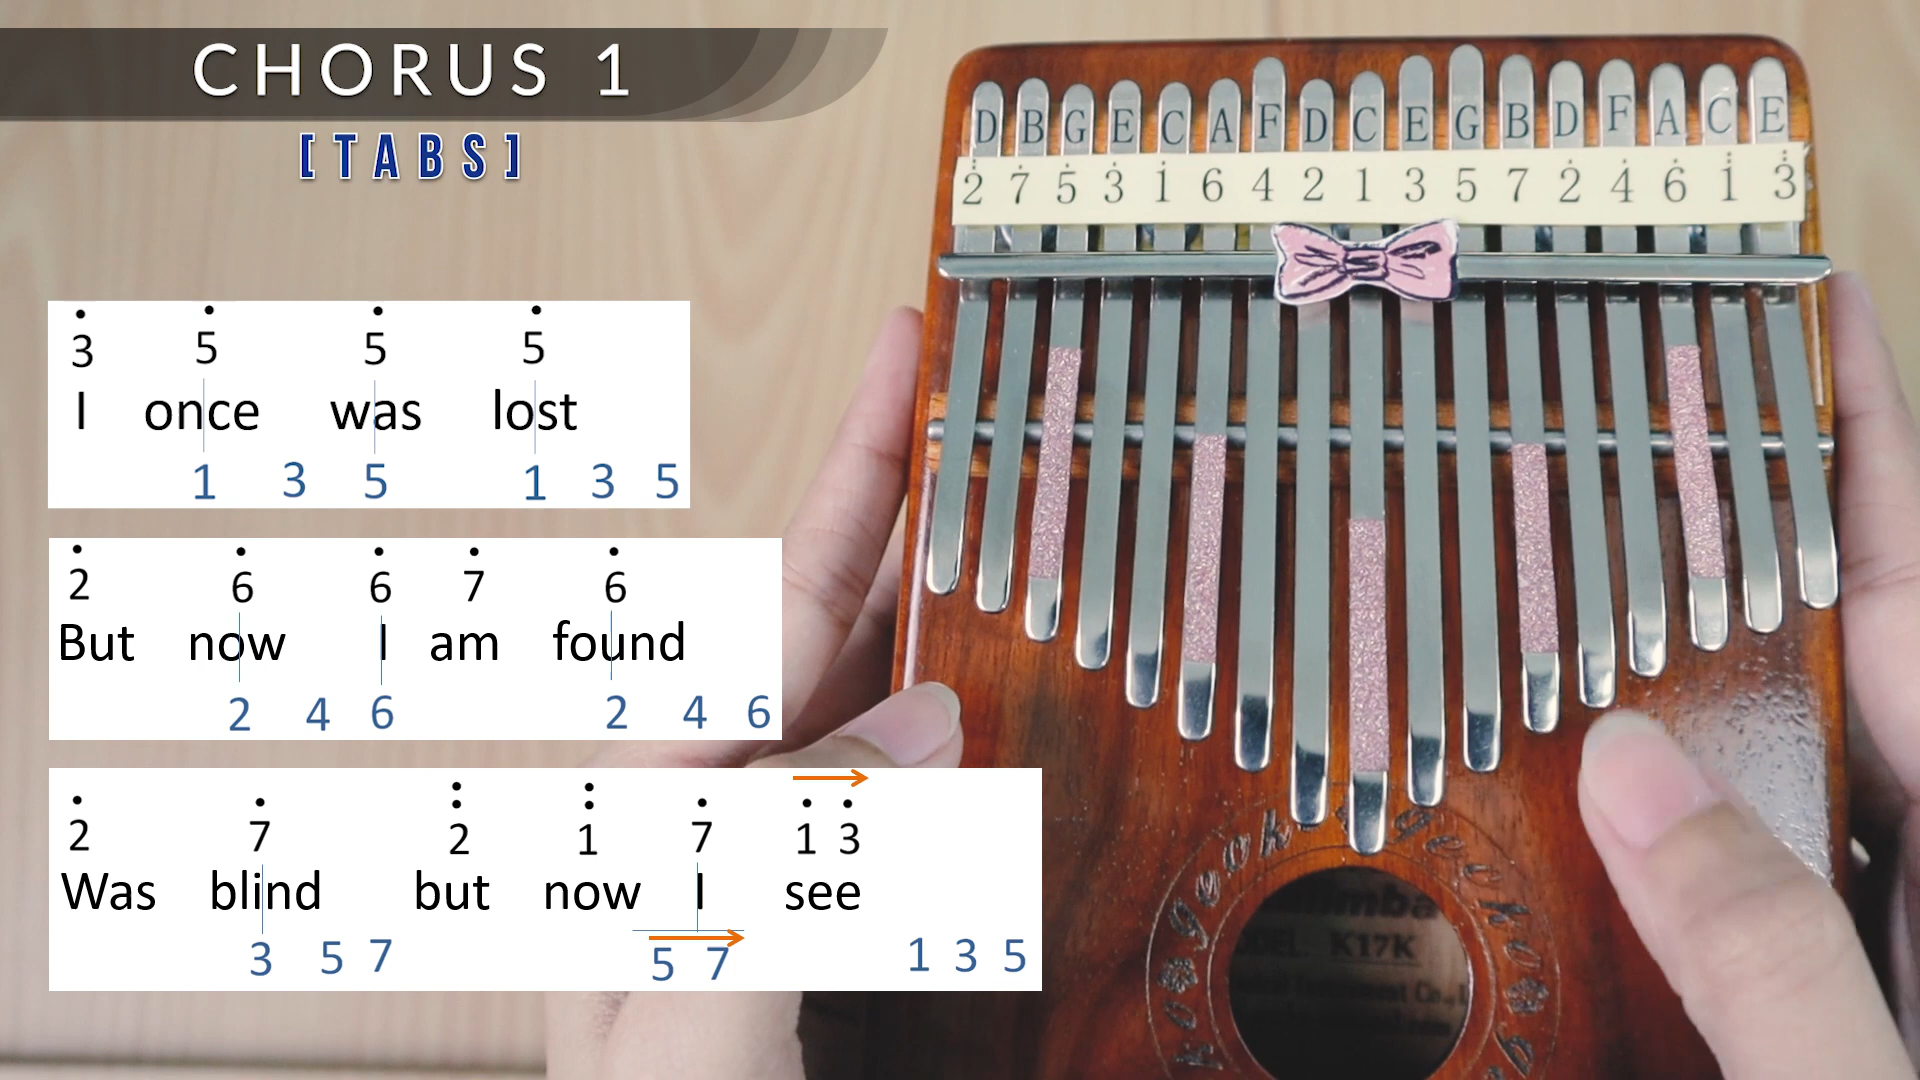 CHORUS 1
[TABS]
3̇ 5̇ 5̇ 5̇
I once was lost
1 3 5 1 3 5
2̇ 6̇ 6̇ 7̇ 6̇
But now I am found
2 4 6 2 4 6
2̇ 7̇ 2̈ 1̈ 7̇ 1̇ 3̇
Was blind but now I see
3 5 7 5 7 1 3 5
D B G E C A F D C E G B D F A C E
2̈ 7̇ 5̇ 3̇ 1̇ 6 4 2 1 3 5 7 2̇ 4̇ 6̇ 1̈ 3̈
K17K